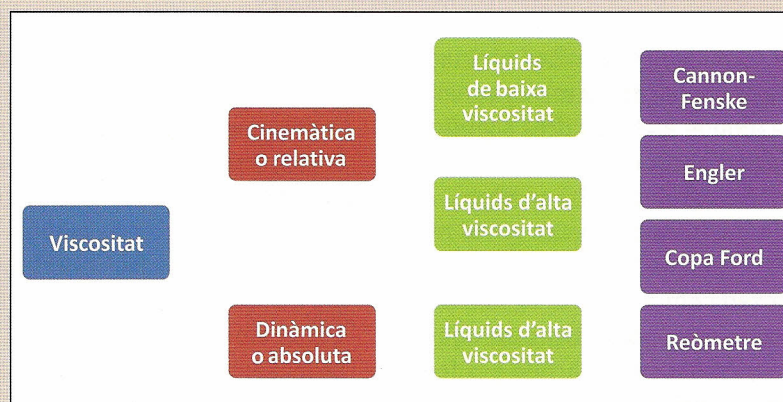 Viscositat
Cinemàtica
o relativa
Dinàmica
o absoluta
Líquids
de baixa
viscositat
Líquids d'alta
viscositat
Líquids d'alta
viscositat
Cannon-
Fenske
Engler
Copa Ford
Reòmetre